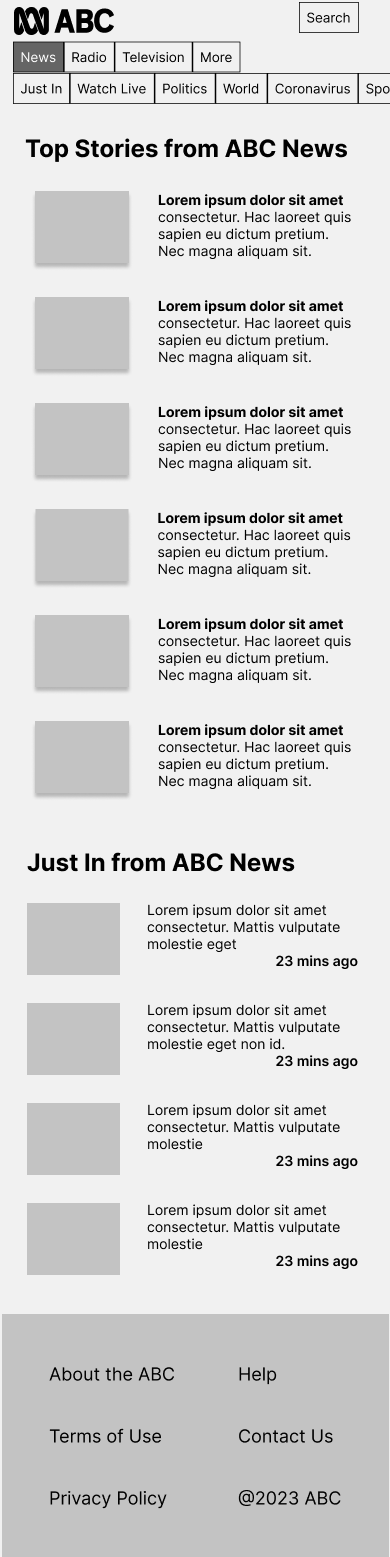 ABC
Search
News Radio Television More
Just In Watch Live Politics World Coronavirus Spo
Top Stories from ABC News
Lorem ipsum dolor sit amet
consectetur. Hac laoreet quis
sapien eu dictum pretium.
Nec magna aliquam sit.
Lorem ipsum dolor sit amet
consectetur. Hac laoreet quis
sapien eu dictum pretium.
Nec magna aliquam sit.
Lorem ipsum dolor sit amet
consectetur. Hac laoreet quis
sapien eu dictum pretium.
Nec magna aliquam sit.
Lorem ipsum dolor sit amet
consectetur. Hac laoreet quis
sapien eu dictum pretium.
Nec magna aliquam sit.
Lorem ipsum dolor sit amet
consectetur. Hac laoreet quis
sapien eu dictum pretium.
Nec magna aliquam sit.
Lorem ipsum dolor sit amet
consectetur. Hac laoreet quis
sapien eu dictum pretium.
Nec magna aliquam sit.
Just In from ABC News
Lorem ipsum dolor sit amet
consectetur. Mattis vulputate
molestie eget
23 mins ago
Lorem ipsum dolor sit amet
consectetur. Mattis vulputate
molestie eget non id.
23 mins ago
Lorem ipsum dolor sit amet
consectetur. Mattis vulputate
molestie
23 mins ago
Lorem ipsum dolor sit amet
consectetur. Mattis vulputate
molestie
23 mins ago
About the ABC Help
Terms of Use Contact Us
Privacy Policy @2023 ABC